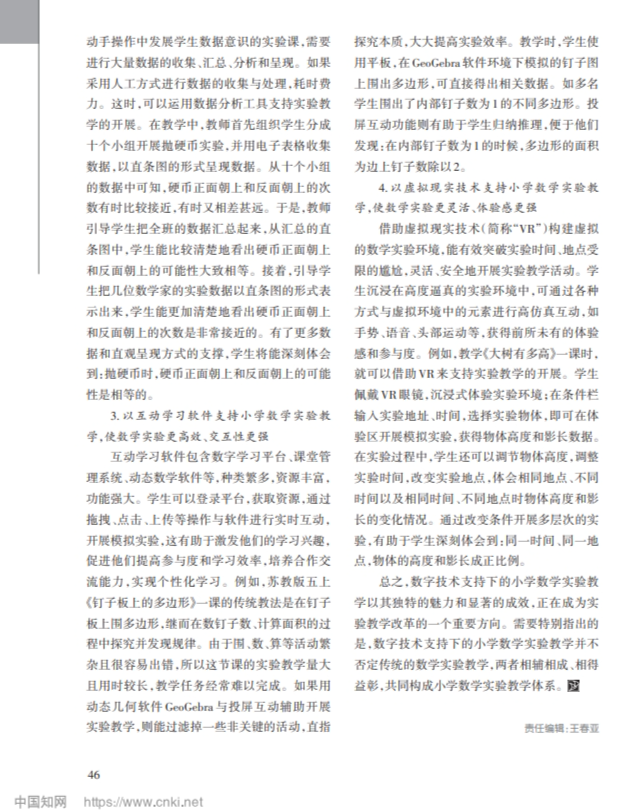 动手操作中发展学生数据意识的实验课,需要
进行大量数据的收集、汇总、分析和呈现。如果
采用人工方式进行数据的收集与处理,耗时费
力。这时,可以运用数据分析工具支持实验教
学的开展。在教学中,教师首先组织学生分成
十个小组开展抛硬币实验,并用电子表格收集
数据,以直条图的形式呈现数据。从十个小组
的数据中可知,硬币正面朝上和反面朝上的次
数有时比较接近,有时又相差甚远。于是,教师
引导学生把全班的数据汇总起来,从汇总的直
条图中,学生能比较清楚地看出硬币正面朝上
和反面朝上的可能性大致相等。接着,引导学
生把几位数学家的实验数据以直条图的形式表
示出来,学生能更加清楚地看出硬币正面朝上
和反面朝上的次数是非常接近的。有了更多数
据和直观呈现方式的支撑,学生将能深刻体会
到:抛硬币时,硬币正面朝上和反面朝上的可能
性是相等的。
3.以互动学习软件支持小学数学实验教
学,使数学实验更高效、交互性更强
互动学习软件包含数字学习平台、课堂管
理系统、动态数学软件等,种类繁多,资源丰富,
功能强大。学生可以登录平台,获取资源,通过
拖拽、点击、上传等操作与软件进行实时互动,
开展模拟实验,这有助于激发他们的学习兴趣,
促进他们提高参与度和学习效率,培养合作交
流能力,实现个性化学习。例如,苏教版五上
《钉子板上的多边形》一课的传统教法是在钉子
板上围多边形,继而在数钉子数、计算面积的过
程中探究并发现规律。由于围、数、算等活动繁
杂且很容易出错,所以这节课的实验教学量大
且用时较长,教学任务经常难以完成。如果用
动态几何软件 GeoGebra 与投屏互动辅助开展
实验教学,则能过滤掉一些非关键的活动,直指
探究本质,大大提高实验效率。教学时,学生使
用平板,在 GeoGebra 软件环境下模拟的钉子图
上围出多边形,可直接得出相关数据。如多名
学生围出了内部钉子数为1的不同多边形。投
屏互动功能则有助于学生归纳推理,便于他们
发现:在内部钉子数为1的时候,多边形的面积
为边上钉子数除以2。
4.以虚拟现实技术支持小学数学实验教
学,使数学实验更灵活、体验感更强
借助虚拟现实技术(简称“VR”)构建虚拟
的数学实验环境,能有效突破实验时间、地点受
限的尴尬,灵活、安全地开展实验教学活动。学
生沉浸在高度逼真的实验环境中,可通过各种
方式与虚拟环境中的元素进行高仿真互动,如
手势、语音、头部运动等,获得前所未有的体验
感和参与度。例如,教学《大树有多高》一课时,
就可以借助 VR 来支持实验教学的开展。学生
佩戴 VR 眼镜,沉浸式体验实验环境;在条件栏
输入实验地址、时间,选择实验物体,即可在体
验区开展模拟实验,获得物体高度和影长数据。
在实验过程中,学生还可以调节物体高度,调整
实验时间,改变实验地点,体会相同地点、不同
时间以及相同时间、不同地点时物体高度和影
长的变化情况。通过改变条件开展多层次的实
验,有助于学生深刻体会到:同一时间、同一地
点,物体的高度和影长成正比例。
总之,数字技术支持下的小学数学实验教
学以其独特的魅力和显著的成效,正在成为实
验教学改革的一个重要方向。需要特别指出的
是,数字技术支持下的小学数学实验教学并不
否定传统的数学实验教学,两者相辅相成、相得
益彰,共同构成小学数学实验教学体系。
责任编辑:王春亚
46
中国知网 https://www.cnki.net